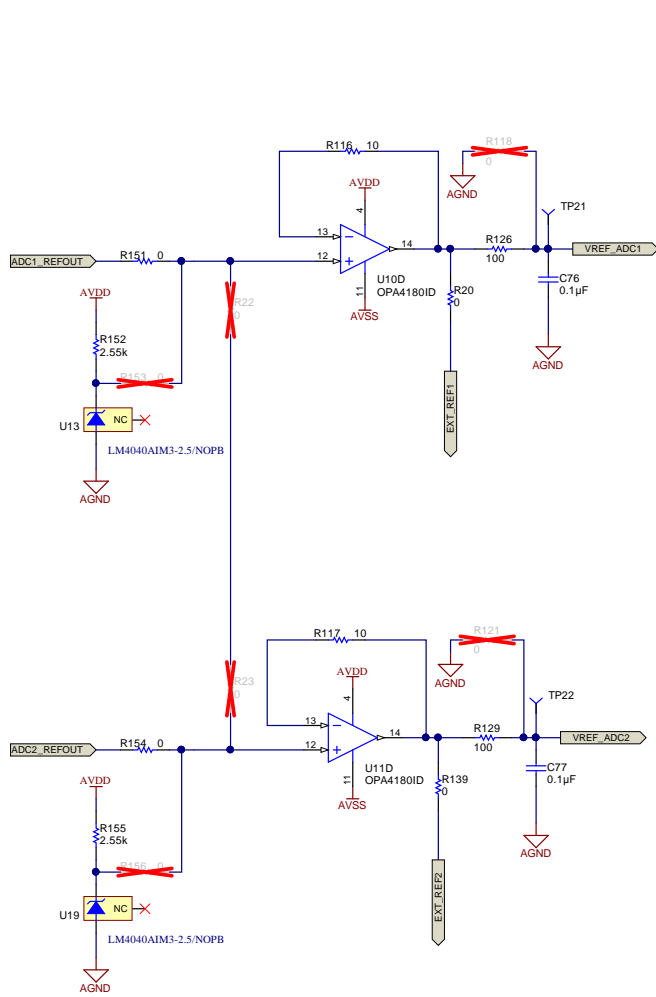 R116 10
R118
0
AVDD
AGND
TP21
4
13
14
12
R126
100
VREF_ADC1
ADC1_REFOUT
R151 0
U10D
OPA4180ID
11
AVSS
R20
0
C76
0.1µF
AVDD
R22
0
AGND
R152
2.55k
R153 0
EXT_REF1
U13
NC
LM4040AIM3-2.5/NOPB
AGND
R117 10
R121
0
AVDD
AGND
R23
0
TP22
4
13
14
12
R129
100
VREF_ADC2
ADC2_REFOUT
R154 0
U11D
OPA4180ID
11
AVSS
R139
0
C77
0.1µF
AVDD
AGND
R155
2.55k
R156 0
EXT_REF2
U19
NC
LM4040AIM3-2.5/NOPB
AGND